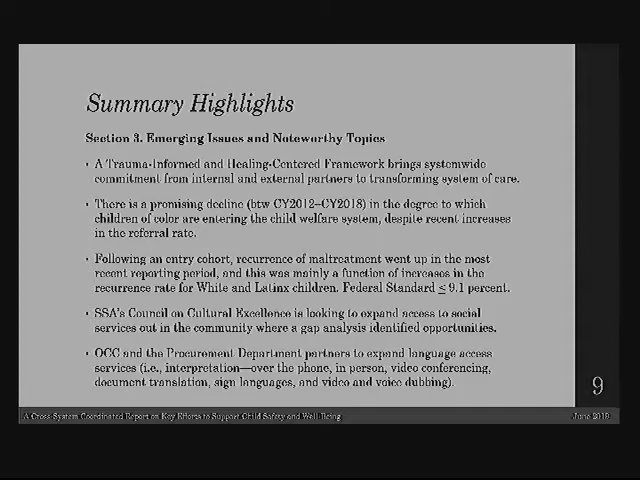 Summary Highlights
Section 3. Emerging Issues and Noteworthy Topics
· A Trauma-Informed and Healing-Centered Framework brings systemwide
commitment from internal and external partners to transforming system of care.
· There is a promising decline (btw CY2012–CY2018) in the degree to which
children of color are entering the child welfare system, despite recent increases
in the referral rate.
· Following an entry cohort, recurrence of maltreatment went up in the most
recent reporting period, and this was mainly a function of increases in the
recurrence rate for White and Latinx children. Federal Standard ≤ 9.1 percent.
· SSA's Council on Cultural Excellence is looking to expand access to social
services out in the community where a gap analysis identified opportunities.
· OCC and the Procurement Department partners to expand language access
services (i.e., interpretation—over the phone, in person, video conferencing,
document translation, sign languages, and video and voice dubbing).
9
A Cross-System Coordinated Report on Key Efforts to Support Child Safety and Well-Being
June 2019